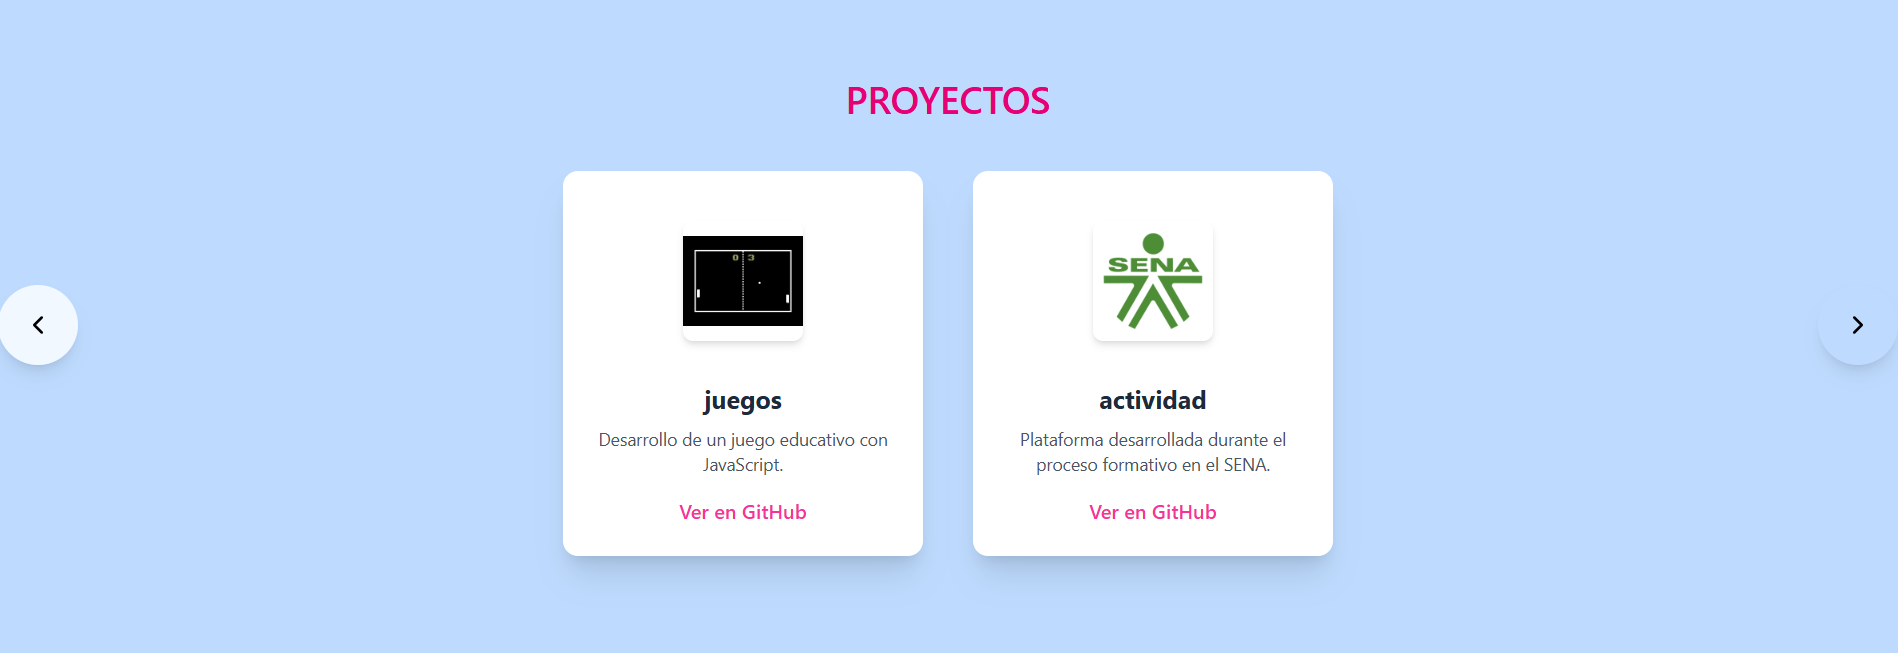 PROYECTOS
0 3
juegos
Desarrollo de un juego educativo con
JavaScript.
Ver en GitHub
SENA
actividad
Plataforma desarrollada durante el
proceso formativo en el SENA.
Ver en GitHub